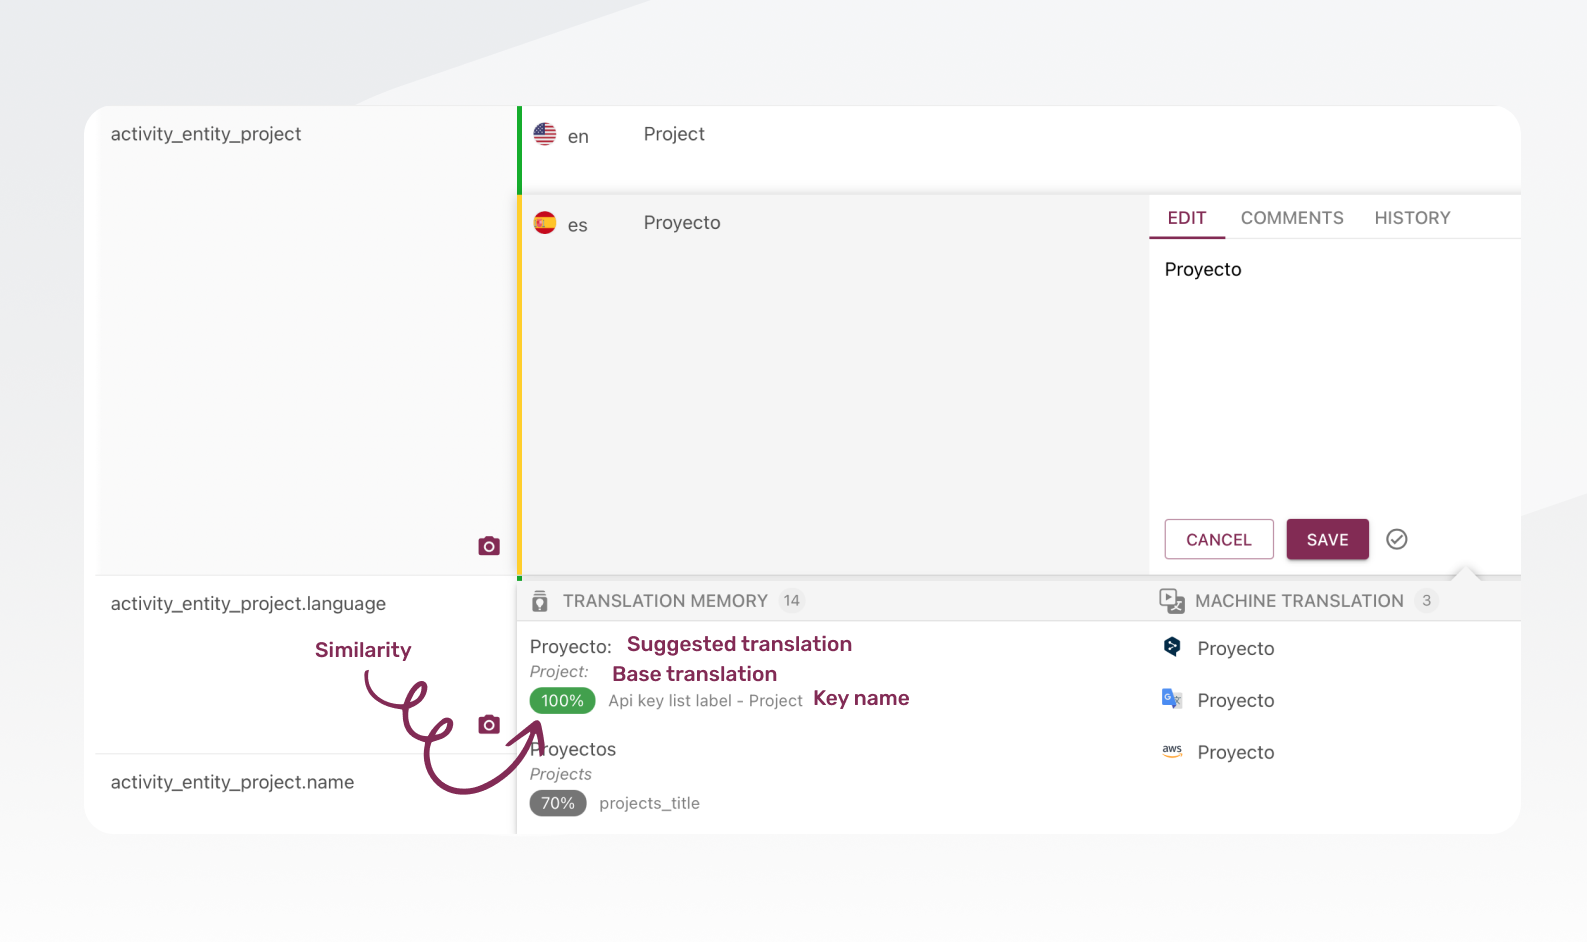 activity_entity_project
en
Project
es
Proyecto
EDIT
COMMENTS
HISTORY
Proyecto
CANCEL
SAVE
activity_entity_project.language
Similarity
activity_entity_project.name
TRANSLATION MEMORY 14
Proyecto: Suggested translation
Project: Base translation
100% Api key list label - Project Key name
Proyectos
Projects
70% projects_title
MACHINE TRANSLATION 3
Proyecto
G Proyecto
aws Proyecto